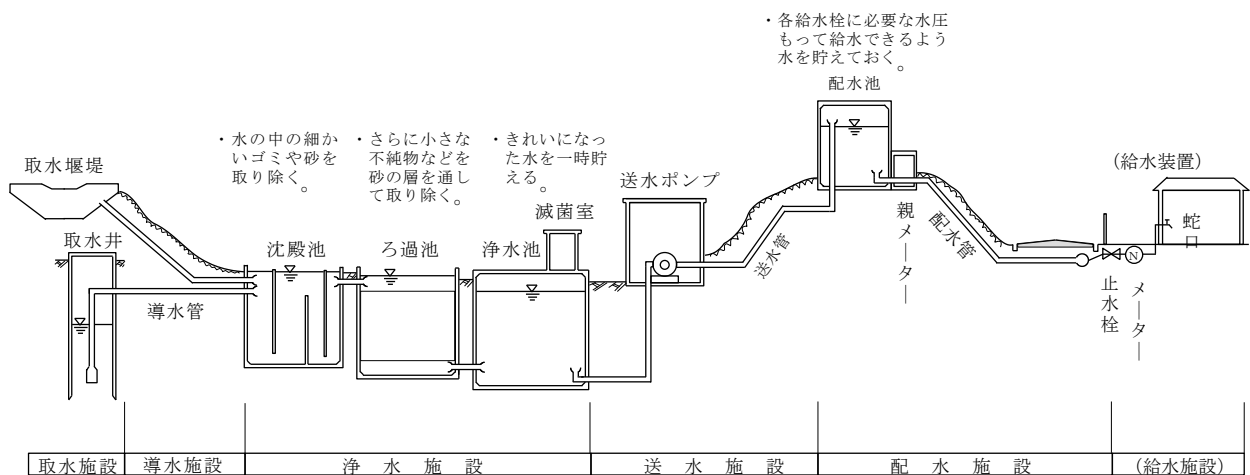 ・各給水栓に必要な水圧
もって給水できるよう
水を貯えておく。
配水池
・水の中の細か
いゴミや砂を
取り除く。
・さらに小さな
不純物などを
砂の層を通し
て取り除く。
・きれいになっ
た水を一時貯
える。
取水堰堤
送水ポンプ
(給水装置)
滅菌室
取水井
沈殿池
ろ過池
浄水池
導水管
送水管
親メーター
配水管
蛇
N
止水栓
メーター
取水施設
導水施設
浄水施設
送水施設
配水施設
(給水施設)